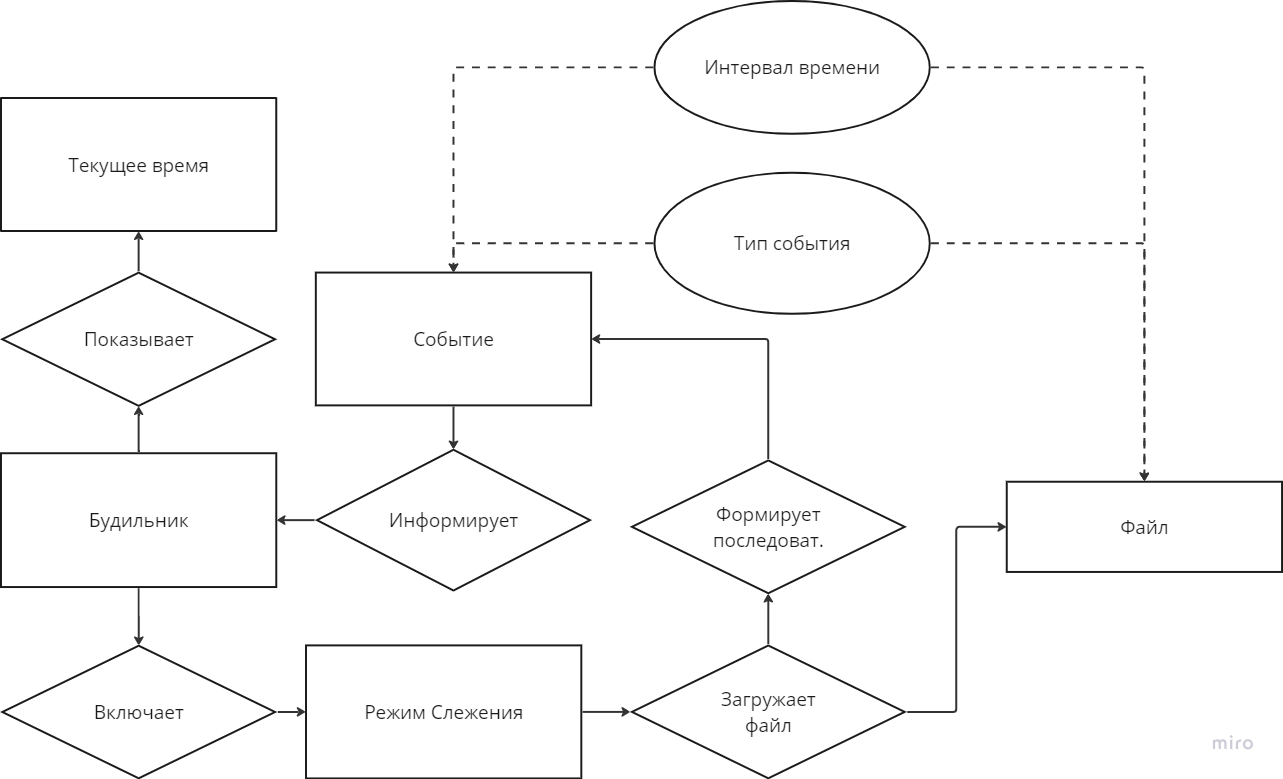 Интервал времени
Текущее время
Тип события
Показывает
Событие
Будильник
Информирует
Формирует
последоват.
Файл
Включает
Режим Слежения
Загружает
файл
miro